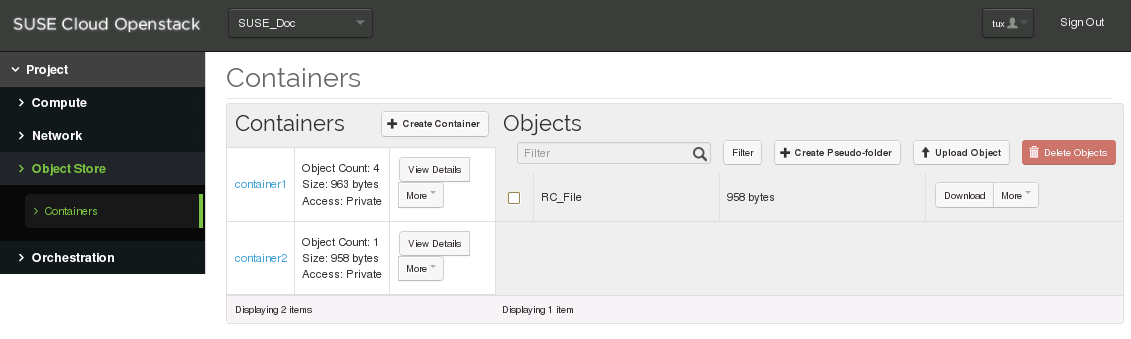 SUSE Cloud Openstack
SUSE_Doc
tux
Sign Out
Project
Compute
Network
Object Store
Containers
Orchestration
Containers
Containers
Create Container
Objects
Filter
Filter
Create Pseudo-folder
Upload Object
Delete Objects
container1
Object Count: 4
Size: 963 bytes
Access: Private
View Details
More
RC_File
958 bytes
Download
More
container2
Object Count: 1
Size: 958 bytes
Access: Private
View Details
More
Displaying 2 items
Displaying 1 item